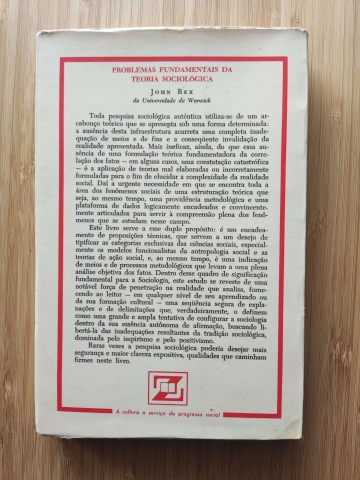 PROBLEMAS FUNDAMENTAIS DA
TEORIA SOCIOLÓGICA
JOHN REX
da Universidade de Warwick
Toda pesquisa sociológica autêntica utiliza-se de um ar-
cabouço teórico que se apresenta sob uma forma determinada:
a ausência desta infraestrutura acarreta uma completa inade-
quação de meios e de fins e a conseqüente invalidação da
realidade apresentada. Mais ineficaz, ainda, do que essa au-
sência de uma formulação teórica fundamentadora da corre-
lação dos fatos — em alguns casos, uma constatação catastrófica
— é a aplicação de teorias mal elaboradas ou incorretamente
formuladas para o fim de elucidar a complexidade da realidade
social. Daí a urgente necessidade em que se encontra toda a
área dos fenômenos sociais de uma estruturação teórica que
seja, ao mesmo tempo, uma providência metodológica e uma
plataforma de dados logicamente encadeados e convincente-
mente articulados para servir à compreensão plena dos fenô-
menos que se estudam nesse campo.
Este livro serve a esse duplo propósito: é um encadea-
mento de proposições técnicas, que servem a um desejo de
tipificar as categorias exclusivas das ciências sociais, especial-
mente os modelos funcionalistas da antropologia social e as
teorias de ação social, e, ao mesmo tempo, é uma indicação
de meios e de processos metodológicos que levam a uma plena
análise objetiva dos fatos. Dentro desse quadro de significação
fundamental para a Sociologia, este estudo se reveste de uma
notável força de penetração na realidade que analisa, forne-
cendo ao leitor — em qualquer nível de seu aprendizado ou
da sua formação cultural — uma seqüência segura de expla-
nações e de delimitações que, verdadeiramente, o definem
como uma grande e ampla tentativa de configurar a sociologia
dentro da sua essência autônoma de afirmação, buscando li-
bertá-la das inadequações resultantas da tradição sociológica,
dominada pelo impirismo e pelo positivismo.
Raras vezes a pesquisa sociológica poderia desejar mais
segurança e maior clareza expositiva, qualidades que caminham
firmes neste livro.
A cultura a serviço do progresso social